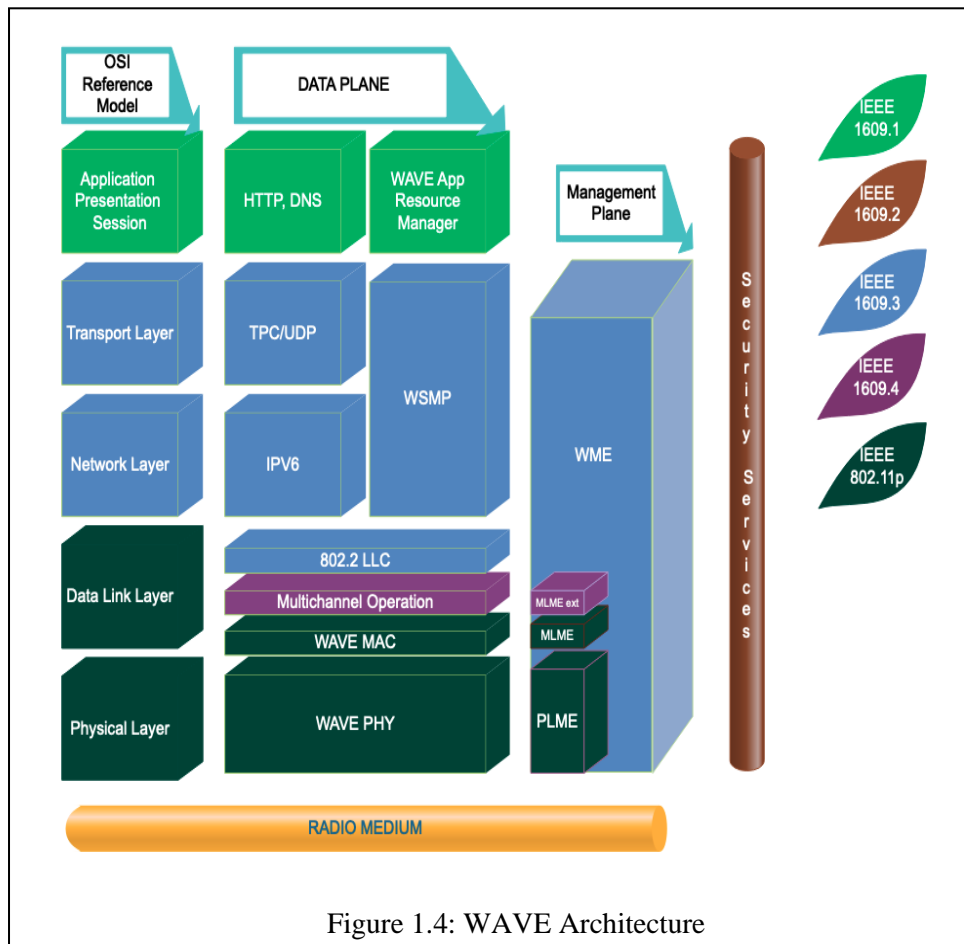 OSI
Reference
Model
DATA PLANE
IEEE
1609.1
Application
Presentation
Session
HTTP, DNS
WAVE App
Resource
Manager
Management
Plane
IEEE
1609.2
Transport Layer
TPC/UDP
WSMP
WME
Security Services
IEEE
1609.3
Network Layer
IPV6
IEEE
1609.4
IEEE
802.11p
Data Link Layer
802.2 LLC
Multichannel Operation
MLME ext
WAVE MAC
MLME
Physical Layer
WAVE PHY
PLME
RADIO MEDIUM
Figure 1.4: WAVE Architecture